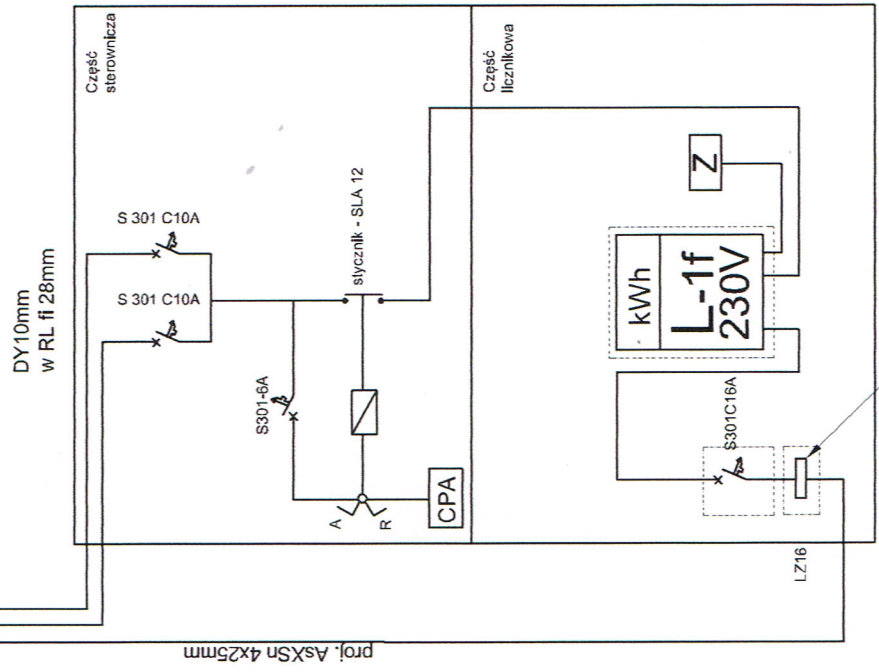 DY10mm
w RL fi 28mm
Część
sterownicza
S 301 C10A
S 301 C10A
stycznik - SLA 12
S301-6A
A
R
CPA
Część
licznikowa
Z
kWh
L-1f
230V
S301C16A
LZ16
proj. AsXSn 4x25mm